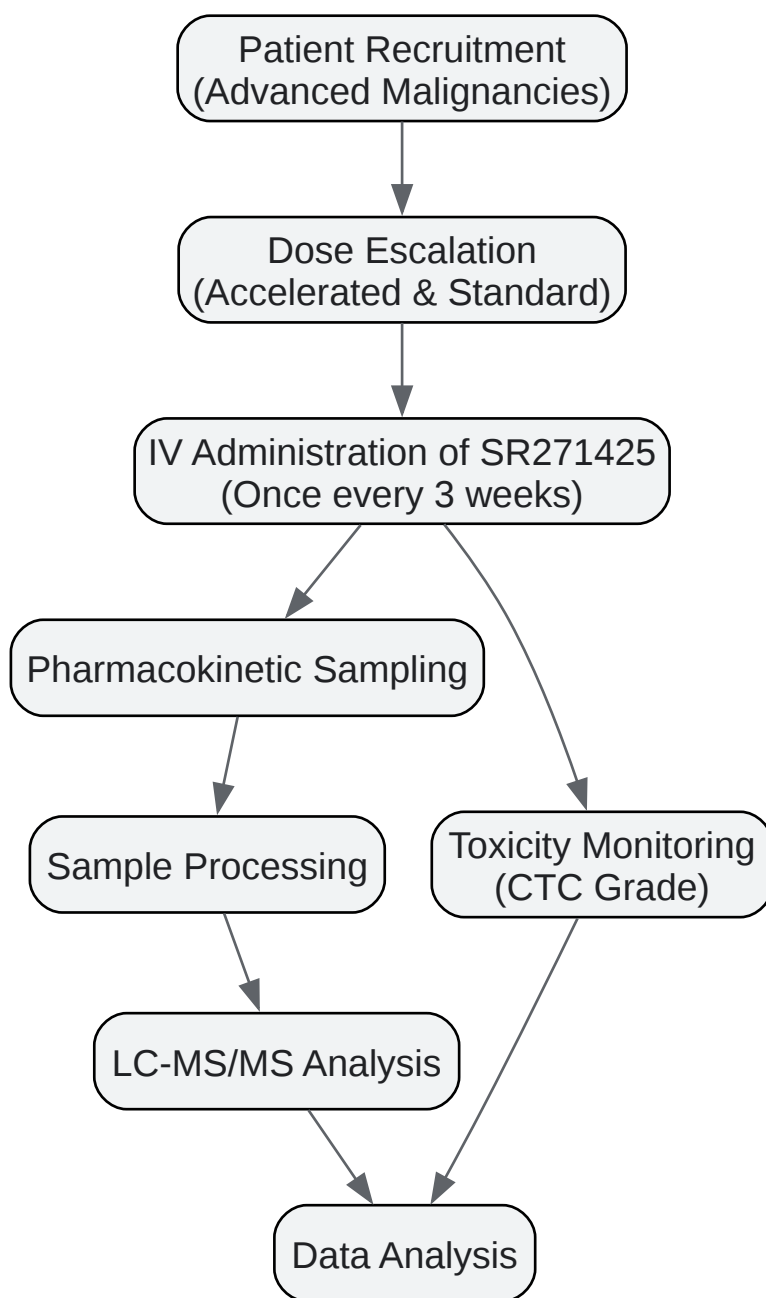 Patient Recruitment
(Advanced Malignancies)
Dose Escalation
(Accelerated & Standard)
IV Administration of SR271425
(Once every 3 weeks)
Pharmacokinetic Sampling
Sample Processing
Toxicity Monitoring
(CTC Grade)
LC-MS/MS Analysis
Data Analysis